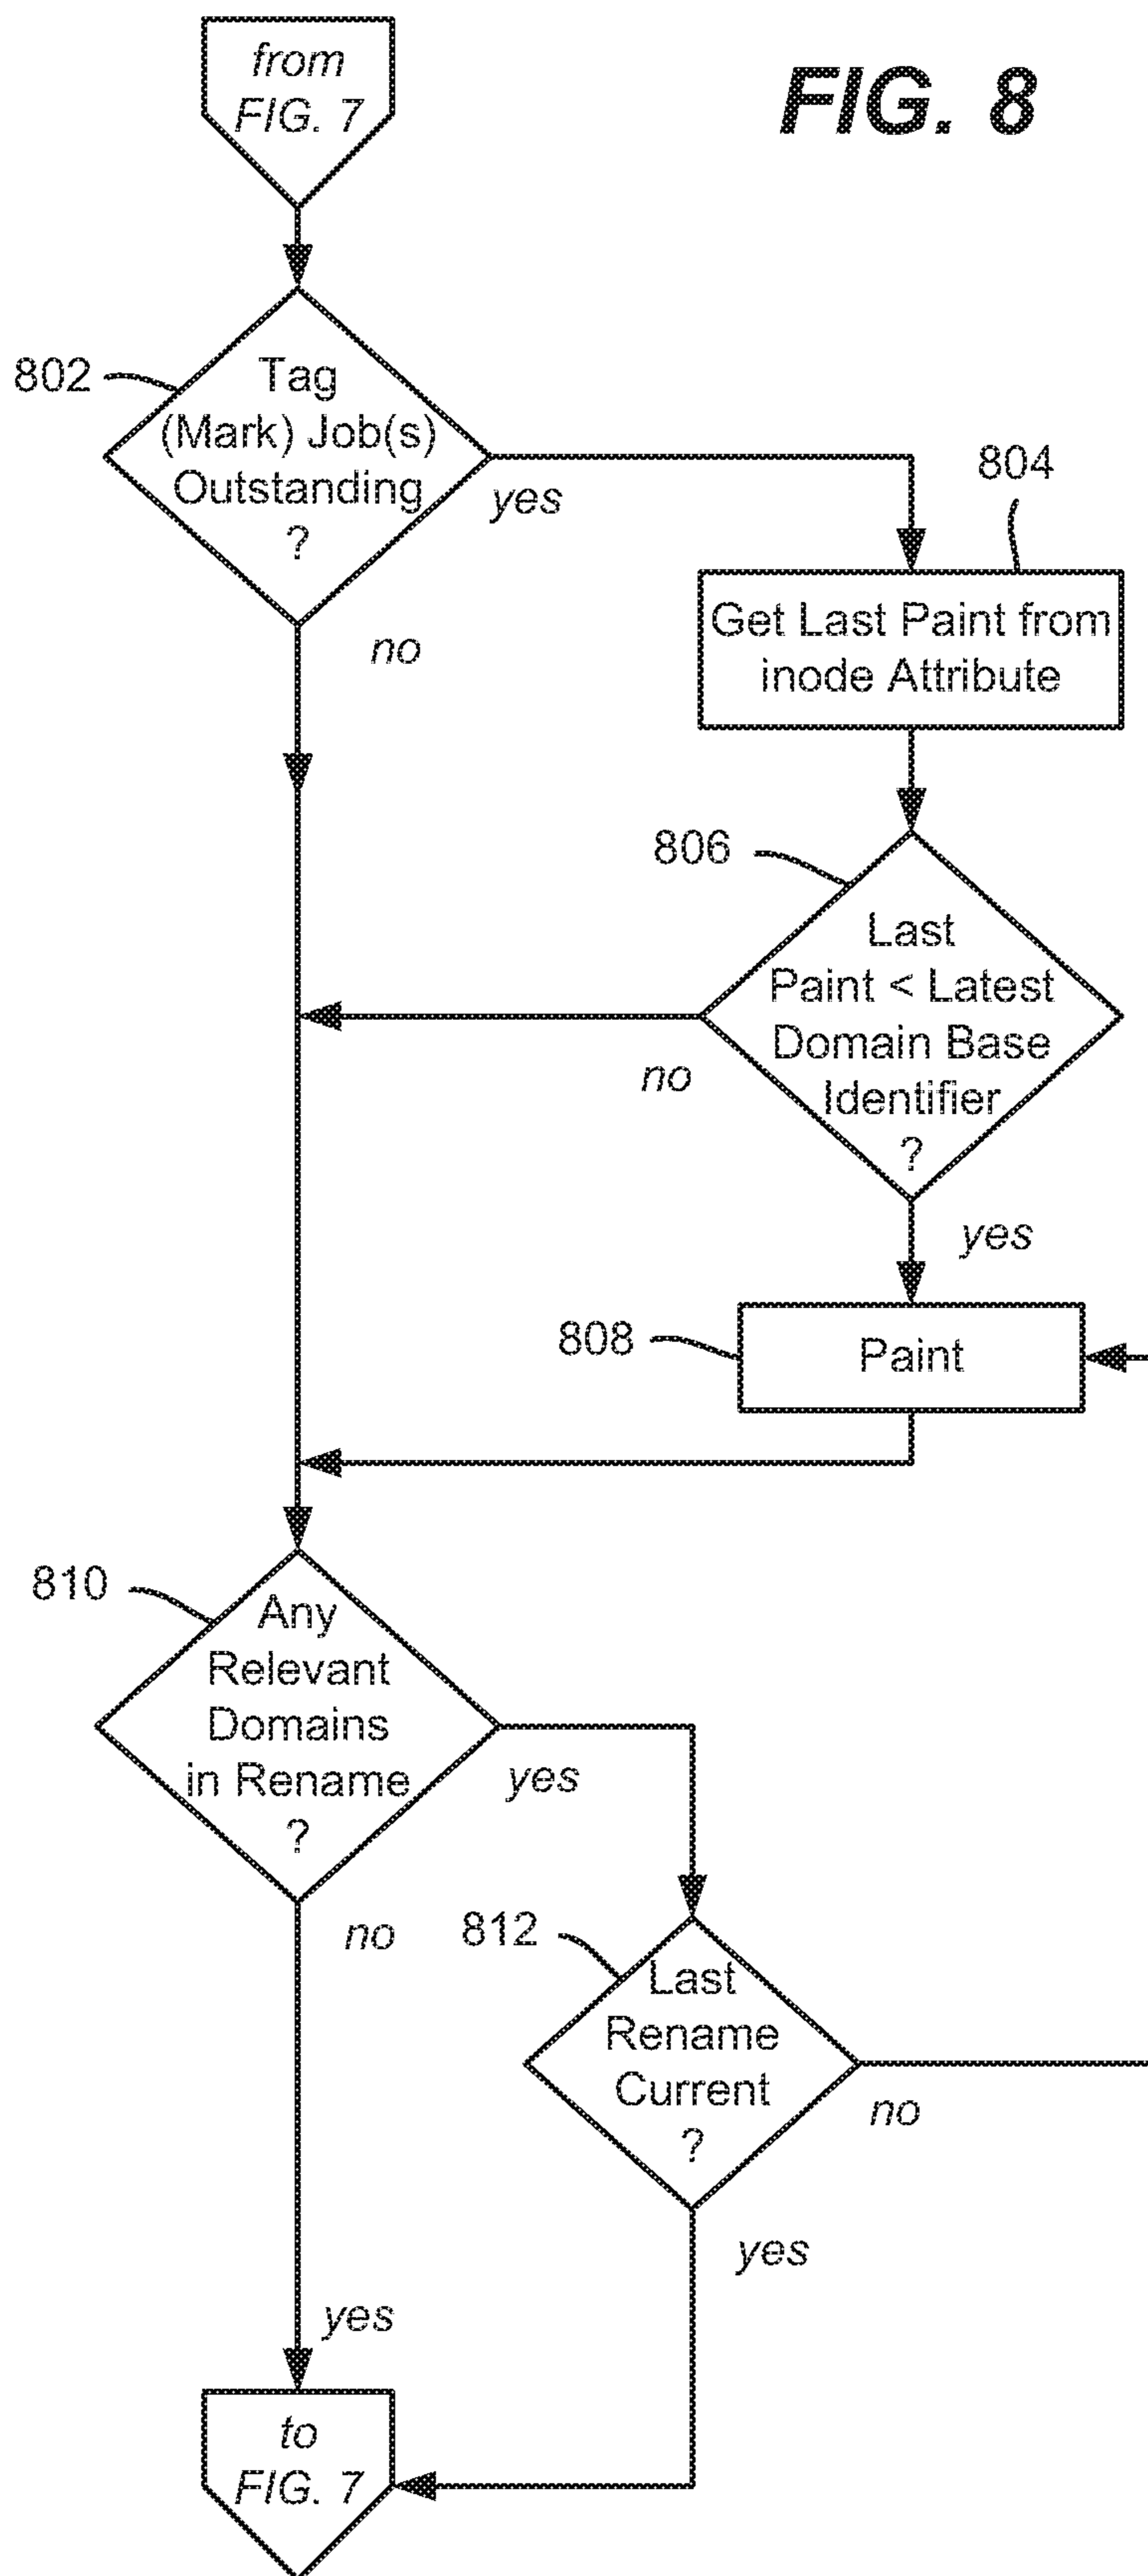 from
FIG. 7
FIG. 8
802
Tag
(Mark) Job(s)
Outstanding
?
yes
no
804
Get Last Paint from
inode Attribute
806
Last
Paint < Latest
Domain Base
Identifier
?
no
yes
808
Paint
810
Any
Relevant
Domains
in Rename
?
yes
no
812
Last
Rename
Current
?
no
yes
yes
to
FIG. 7